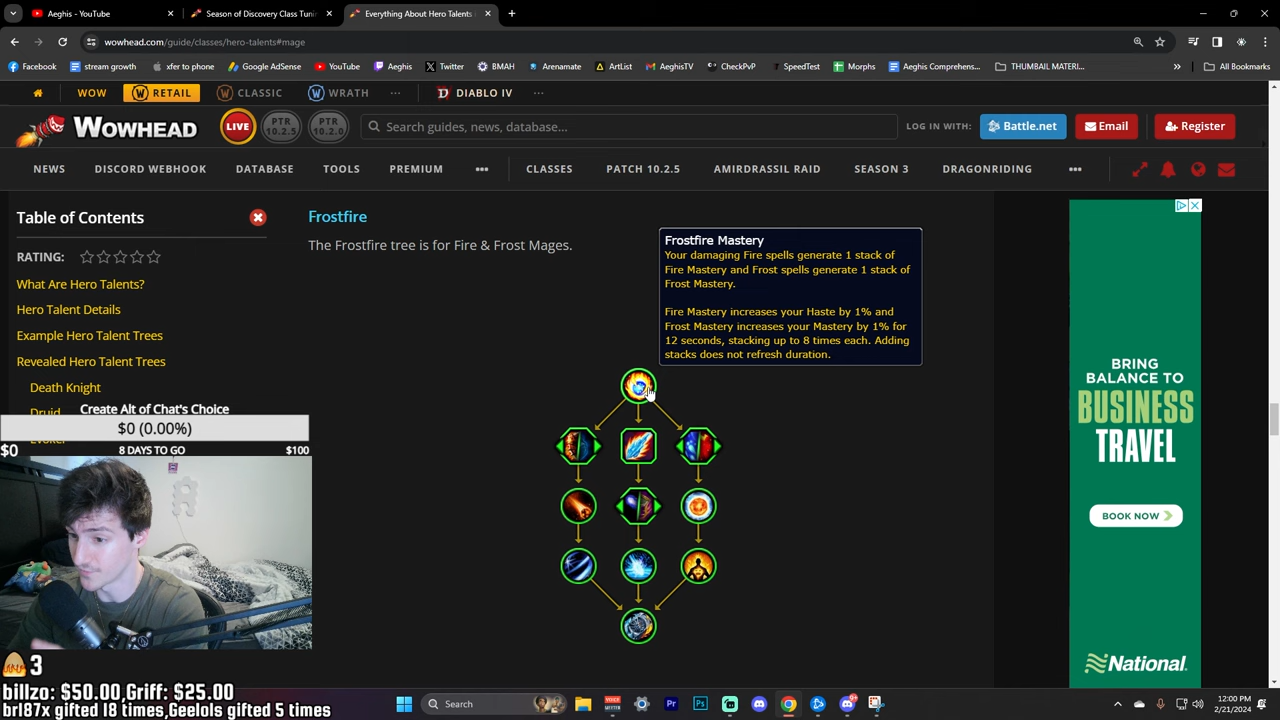 Aeghis - YouTube
Season of Discovery Class Tunin
Everything About Hero Talents
wowhead.com/guide/classes/hero-talents#mage
Facebook
stream growth
xfer to phone
Google AdSense
YouTube
Aeghis
Twitter
BMAH
Arenamate
ArtList
AeghisTV
CheckPvP
SpeedTest
Morphs
Aeghis Comprehens...
THUMBAIL MATERI...
All Bookmarks
WOW
RETAIL
CLASSIC
WRATH
DIABLO IV
WOWHEAD
LIVE
PTR
10.2.5
PTR
10.2.0
Search guides, news, database...
LOG IN WITH:
Battle.net
Email
Register
NEWS
DISCORD WEBHOOK
DATABASE
TOOLS
PREMIUM
CLASSES
PATCH 10.2.5
AMIRDRASSIL RAID
SEASON 3
DRAGONRIDING
Table of Contents
RATING:
What Are Hero Talents?
Hero Talent Details
Example Hero Talent Trees
Revealed Hero Talent Trees
Death Knight
Druid
Create Alt of Chat's Choice
$0 (0.00%)
$0
8 DAYS TO GO
$100
Frostfire
The Frostfire tree is for Fire & Frost Mages.
Frostfire Mastery
Your damaging Fire spells generate 1 stack of
Fire Mastery and Frost spells generate 1 stack of
Frost Mastery.
Fire Mastery increases your Haste by 1% and
Frost Mastery increases your Mastery by 1% for
12 seconds, stacking up to 8 times each. Adding
stacks does not refresh duration.
BRING
BALANCE TO
BUSINESS
TRAVEL
BOOK NOW
National.
3
billzo: $50.00,Griff: $25.00
brl87x gifted 18 times,Geelols gifted 5 times
Search
12:00 PM
2/21/2024